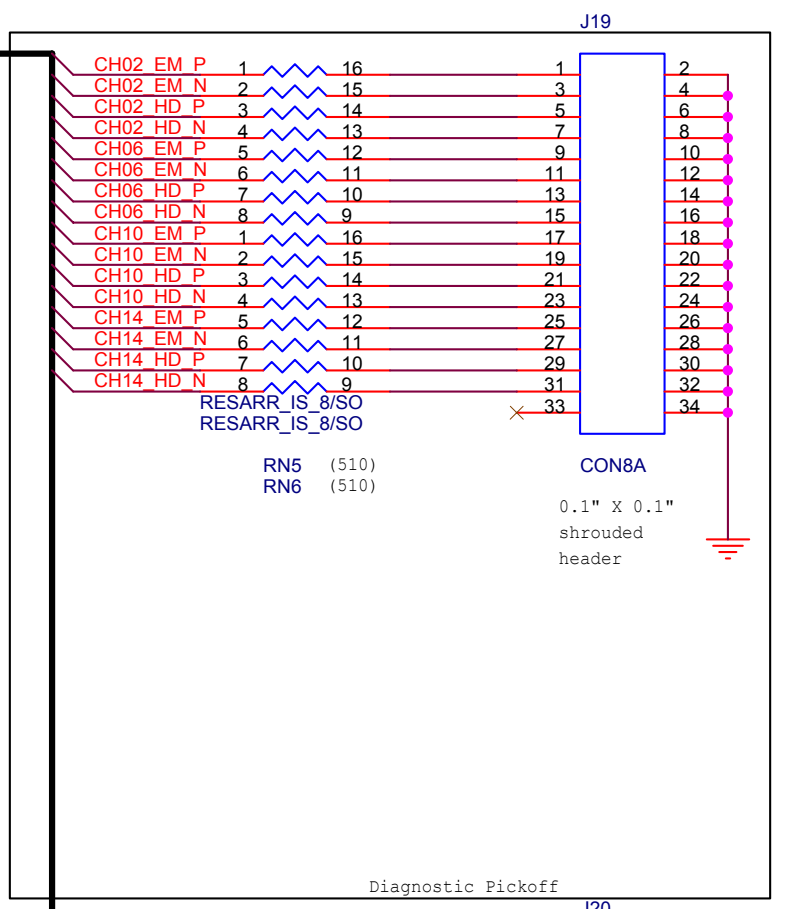 J19
CH02_EM_P 1 16 1 2
CH02_EM_N 2 15 3 4
CH02_HD_P 3 14 5 6
CH02_HD_N 4 13 7 8
CH06_EM_P 5 12 9 10
CH06_EM_N 6 11 11 12
CH06_HD_P 7 10 13 14
CH06_HD_N 8 9 15 16
CH10_EM_P 1 16 17 18
CH10_EM_N 2 15 19 20
CH10_HD_P 3 14 21 22
CH10_HD_N 4 13 23 24
CH14_EM_P 5 12 25 26
CH14_EM_N 6 11 27 28
CH14_HD_P 7 10 29 30
CH14_HD_N 8 9 31 32
RESARR_IS_8/SO 33 34
RESARR_IS_8/SO
RN5 (510) CON8A
RN6 (510)
0.1" X 0.1"
shrouded
header
Diagnostic Pickoff
J20